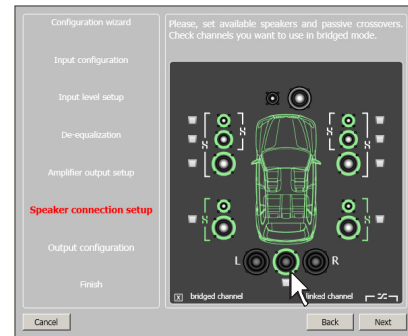 Configuration wizard
Input configuration
Input level setup
De-equalization
Amplifier output setup
Speaker connection setup
Output configuration
Finish
Please, set available speakers and passive crossovers.
Check channels you want to use in bridged mode.
L R
X bridged channel linked channel
Cancel Back Next